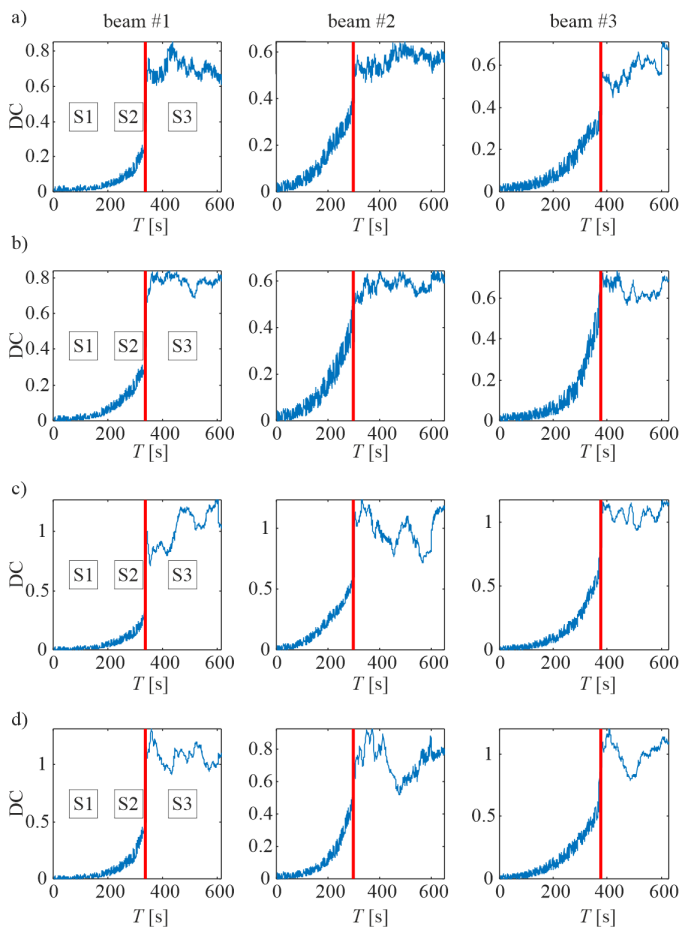 a) beam #1 beam #2 beam #3
0.8 0.6 0.6
0.6 0.4 0.4
DC 0.4 S1 S2 S3
0.2 0.2 0.2
0 0 0
0 200 400 600 0 200 400 600 0 200 400 600
T [s] T [s] T [s]
b)
0.8 0.6 0.6
0.6 0.4 0.4
DC 0.4 S1 S2 S3
0.2 0.2 0.2
0 0 0
0 200 400 600 0 200 400 600 0 200 400 600
T [s] T [s] T [s]
c)
1 1 1
DC 0.5 S1 S2 S3 0.5 0.5
0 0 0
0 200 400 600 0 200 400 600 0 200 400 600
T [s] T [s] T [s]
d)
1 0.8 1
0.6
DC 0.5 S1 S2 S3 0.4 0.5
0.2
0 0 0
0 200 400 600 0 200 400 600 0 200 400 600
T [s] T [s] T [s]